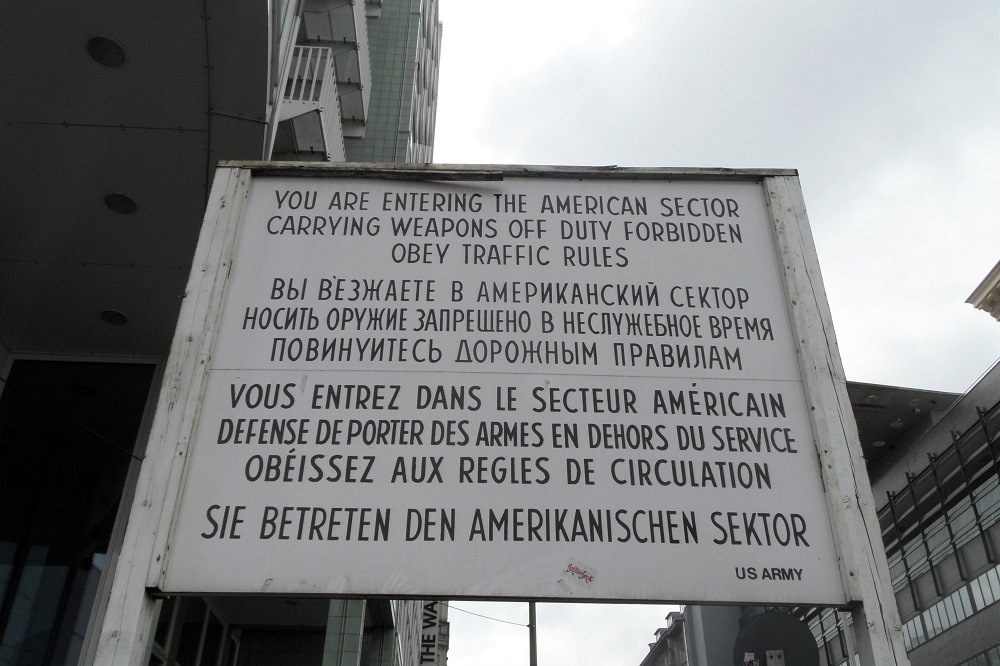 YOU ARE ENTERING THE AMERICAN SECTOR
CARRYING WEAPONS OFF DUTY FORBIDDEN
OBEY TRAFFIC RULES
ВЫ ВЪЕЗЖАЕТЕ В АМЕРИКАНСКИЙ СЕКТОР
НОСИТЬ ОРУЖИЕ ЗАПРЕЩЕНО В НЕСЛУЖЕБНОЕ ВРЕМЯ
ПОВИНУИТЕСЬ ДОРОЖНЫМ ПРАВИЛАМ
VOUS ENTREZ DANS LE SECTEUR AMÉRICAIN
DEFENSE DE PORTER DES ARMES EN DEHORS DU SERVICE
OBÉISSEZ AUX REGLES DE CIRCULATION
SIE BETRETEN DEN AMERIKANISCHEN SEKTOR
US ARMY
THE